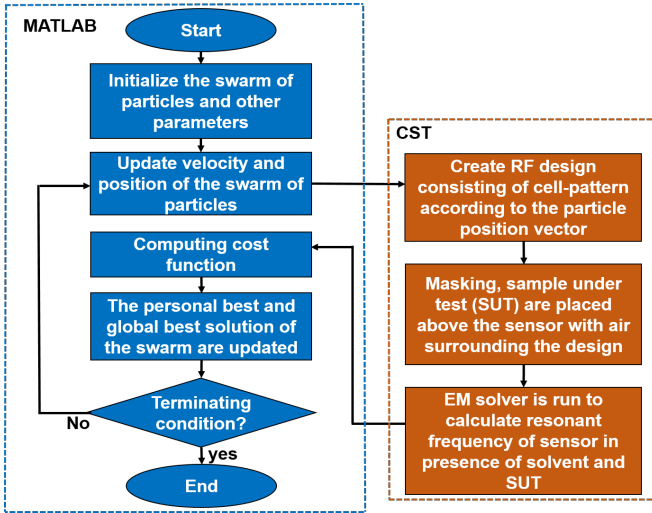 MATLAB
Start
Initialize the swarm of
particles and other
parameters
Update velocity and
position of the swarm of
particles
Computing cost
function
The personal best and
global best solution of
the swarm are updated
Terminating
condition?
No
yes
End
CST
Create RF design
consisting of cell-pattern
according to the particle
position vector
Masking, sample under
test (SUT) are placed
above the sensor with air
surrounding the design
EM solver is run to
calculate resonant
frequency of sensor in
presence of solvent and
SUT